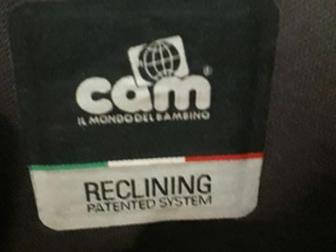 cam®
IL MONDO DEL BAMBINO
RECLINING
PATENTED SYSTEM